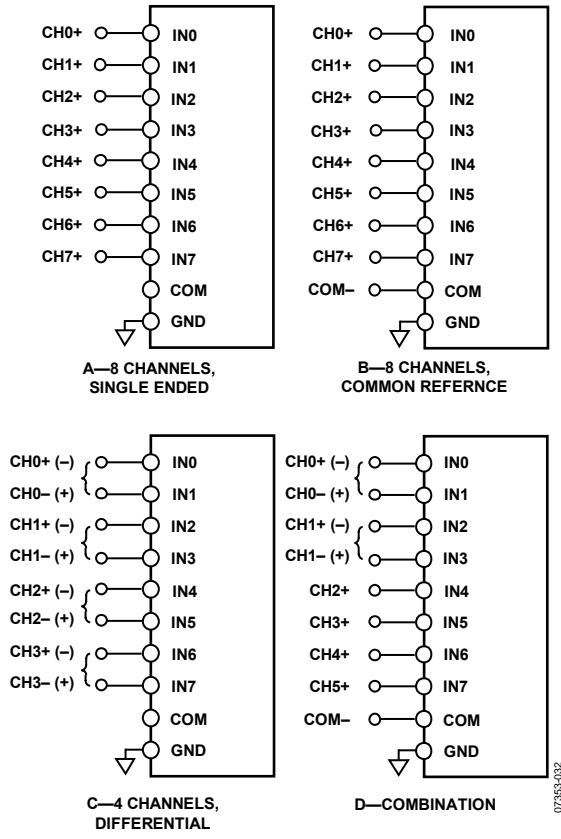 CH0+ IN0
CH1+ IN1
CH2+ IN2
CH3+ IN3
CH4+ IN4
CH5+ IN5
CH6+ IN6
CH7+ IN7
COM
GND
A—8 CHANNELS,
SINGLE ENDED
CH0+ IN0
CH1+ IN1
CH2+ IN2
CH3+ IN3
CH4+ IN4
CH5+ IN5
CH6+ IN6
CH7+ IN7
COM– COM
GND
B—8 CHANNELS,
COMMON REFERNCE
CH0+ (–) IN0
CH0– (+) IN1
CH1+ (–) IN2
CH1– (+) IN3
CH2+ (–) IN4
CH2– (+) IN5
CH3+ (–) IN6
CH3– (+) IN7
COM
GND
C—4 CHANNELS,
DIFFERENTIAL
CH0+ (–) IN0
CH0– (+) IN1
CH1+ (–) IN2
CH1– (+) IN3
CH2+ IN4
CH3+ IN5
CH4+ IN6
CH5+ IN7
COM– COM
GND
D—COMBINATION
07353-032